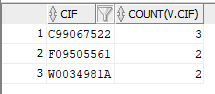 CIF COUNT(V.CIF)
1 C99067522 3
2 F09505561 2
3 W0034981A 2